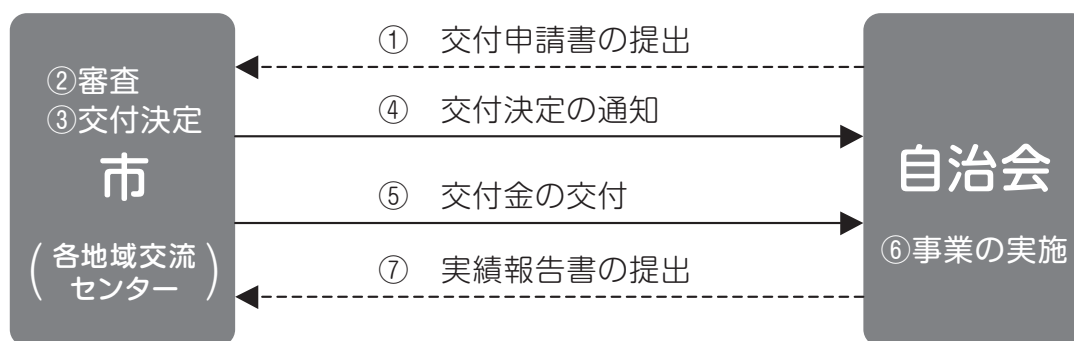 ① 交付申請書の提出
②審査
③交付決定
市
(各地域交流
センター)
④ 交付決定の通知
⑤ 交付金の交付
自治会
⑥事業の実施
⑦ 実績報告書の提出